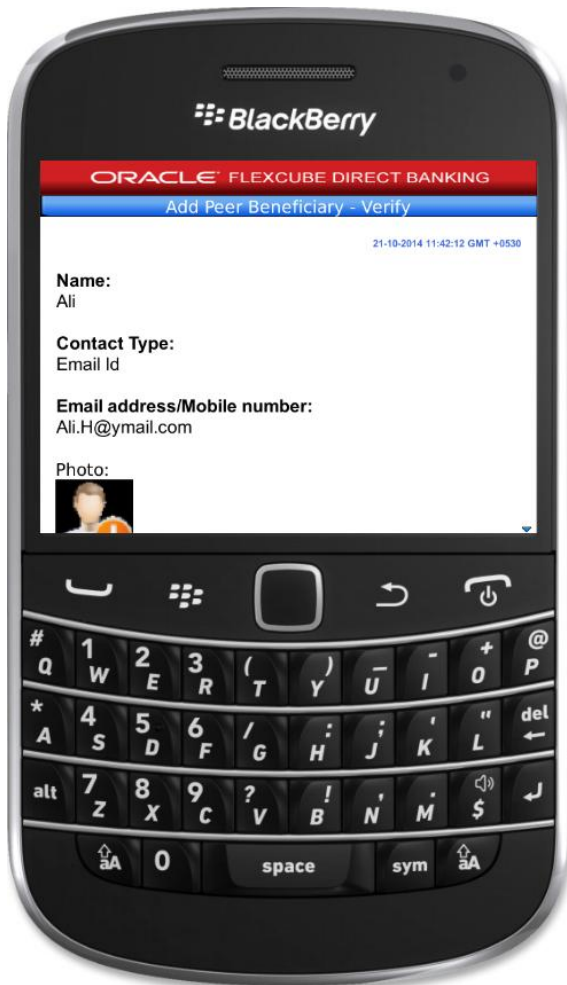 BlackBerry
ORACLE FLEXCUBE DIRECT BANKING
Add Peer Beneficiary - Verify
21-10-2014 11:42:12 GMT +0530
Name:
Ali
Contact Type:
Email Id
Email address/Mobile number:
Ali.H@ymail.com
Photo:
# 1 2 3 ( ) _ - + @
Q W E R T Y U I O P
* 4 5 6 / : ; ' " del
A S D F G H J K L
alt 7 8 9 ? ! , .
Z X C V B N M $
aA 0 space sym aA